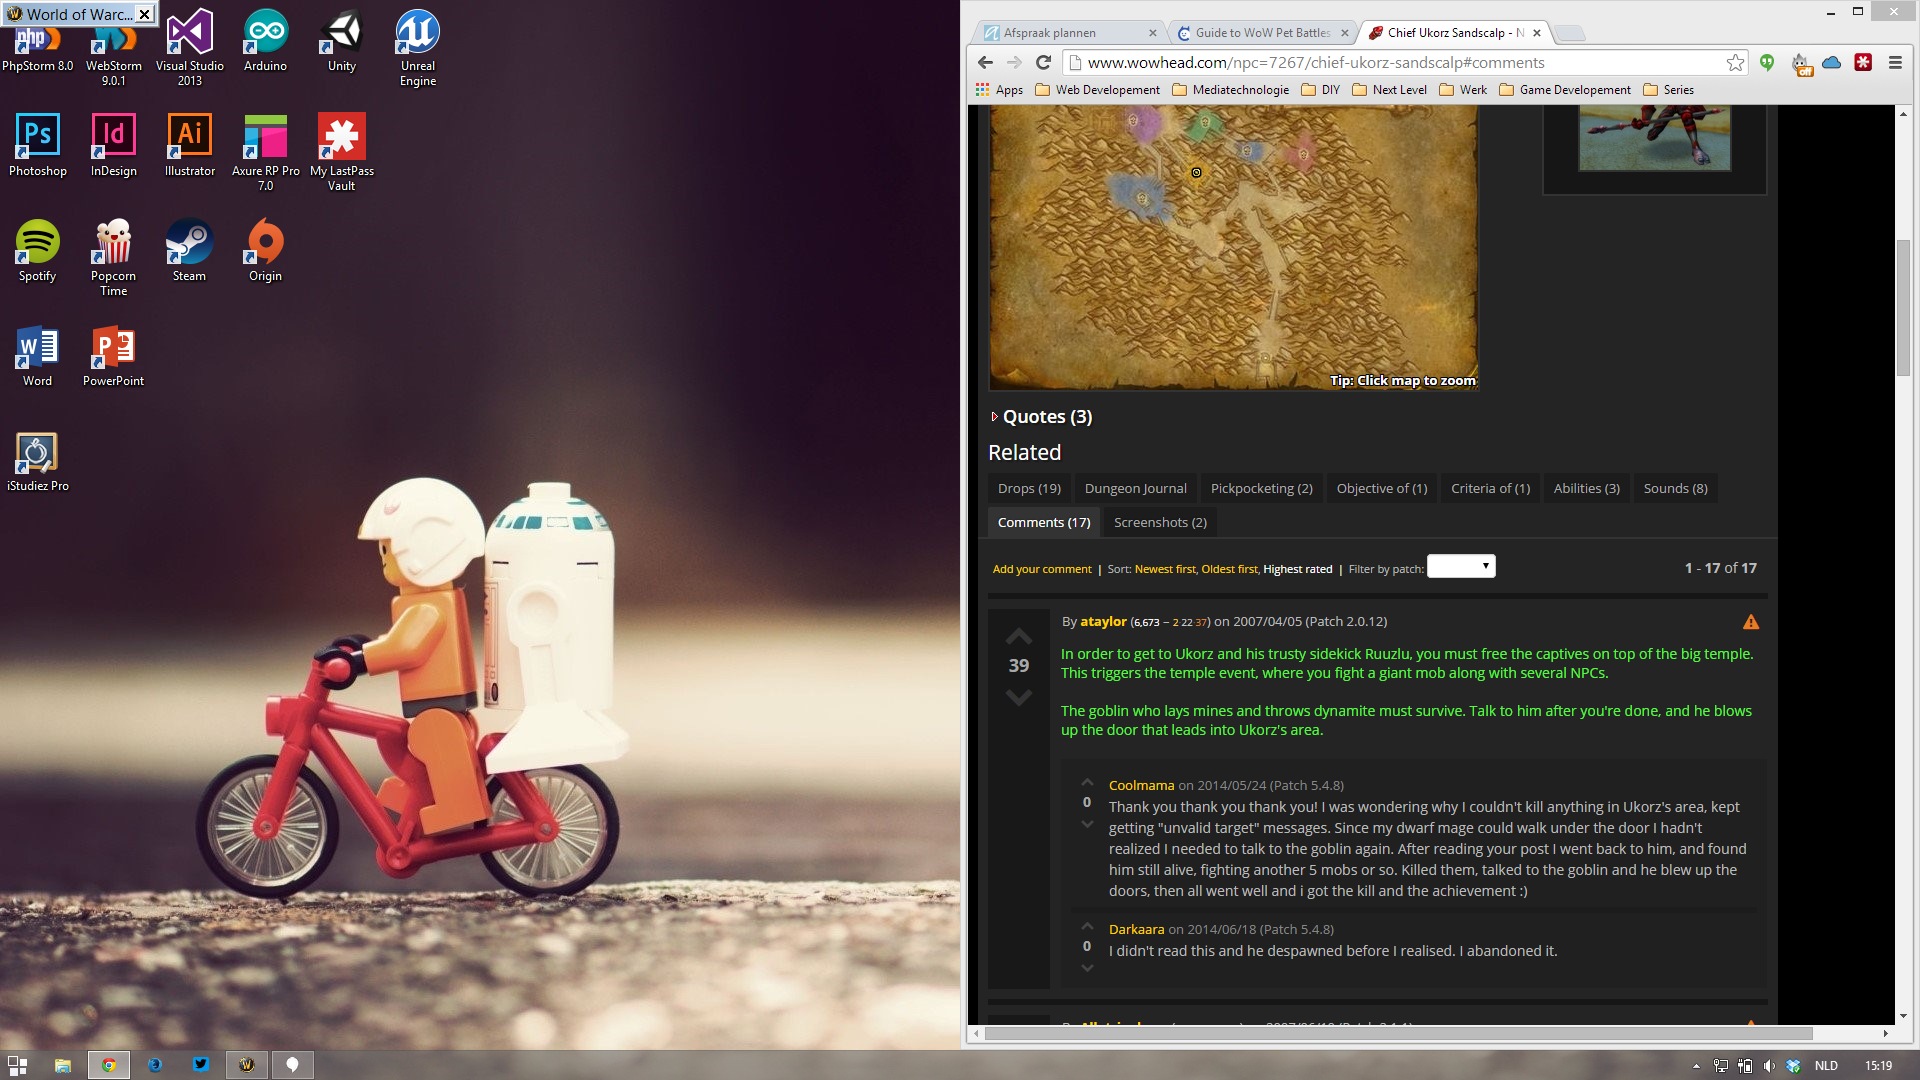 World of Warc...
PhpStorm 8.0
WebStorm 9.0.1
Visual Studio 2013
Arduino
Unity
Unreal Engine
Photoshop
InDesign
Illustrator
Axure RP Pro 7.0
My LastPass Vault
Spotify
Popcorn Time
Steam
Origin
Word
PowerPoint
iStudiez Pro
Afspraak plannen
Guide to WoW Pet Battles
Chief Ukorz Sandscalp - N
www.wowhead.com/npc=7267/chief-ukorz-sandscalp#comments
off
Apps
Web Developement
Mediatechnologie
DIY
Next Level
Werk
Game Developement
Series
Tip: Click map to zoom
Quotes (3)
Related
Drops (19)
Dungeon Journal
Pickpocketing (2)
Objective of (1)
Criteria of (1)
Abilities (3)
Sounds (8)
Comments (17)
Screenshots (2)
Add your comment | Sort: Newest first, Oldest first, Highest rated | Filter by patch:
1 - 17 of 17
By ataylor (6,673 – 2 22 37) on 2007/04/05 (Patch 2.0.12)
39
In order to get to Ukorz and his trusty sidekick Ruuzlu, you must free the captives on top of the big temple.
This triggers the temple event, where you fight a giant mob along with several NPCs.
The goblin who lays mines and throws dynamite must survive. Talk to him after you're done, and he blows
up the door that leads into Ukorz's area.
Coolmama on 2014/05/24 (Patch 5.4.8)
0
Thank you thank you thank you! I was wondering why I couldn't kill anything in Ukorz's area, kept
getting "unvalid target" messages. Since my dwarf mage could walk under the door I hadn't
realized I needed to talk to the goblin again. After reading your post I went back to him, and found
him still alive, fighting another 5 mobs or so. Killed them, talked to the goblin and he blew up the
doors, then all went well and i got the kill and the achievement :)
Darkaara on 2014/06/18 (Patch 5.4.8)
0
I didn't read this and he despawned before I realised. I abandoned it.
NLD
15:19